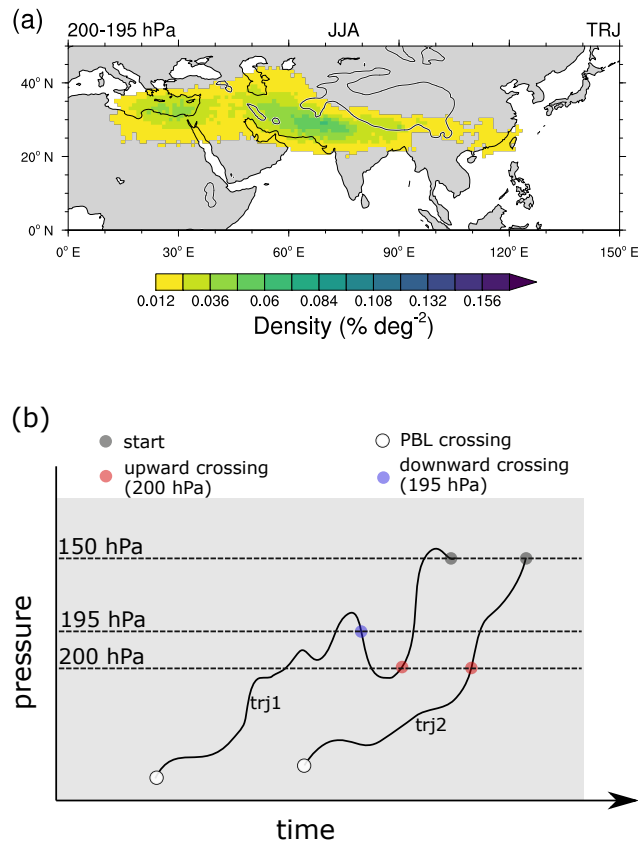 (a)
200-195 hPa JJA TRJ
40° N
20° N
0° N
0° E 30° E 60° E 90° E 120° E 150° E
0.012 0.036 0.06 0.084 0.108 0.132 0.156
Density (% deg⁻²)
(b)
start PBL crossing
upward crossing downward crossing
(200 hPa) (195 hPa)
150 hPa
195 hPa
200 hPa
pressure
trj1
trj2
time